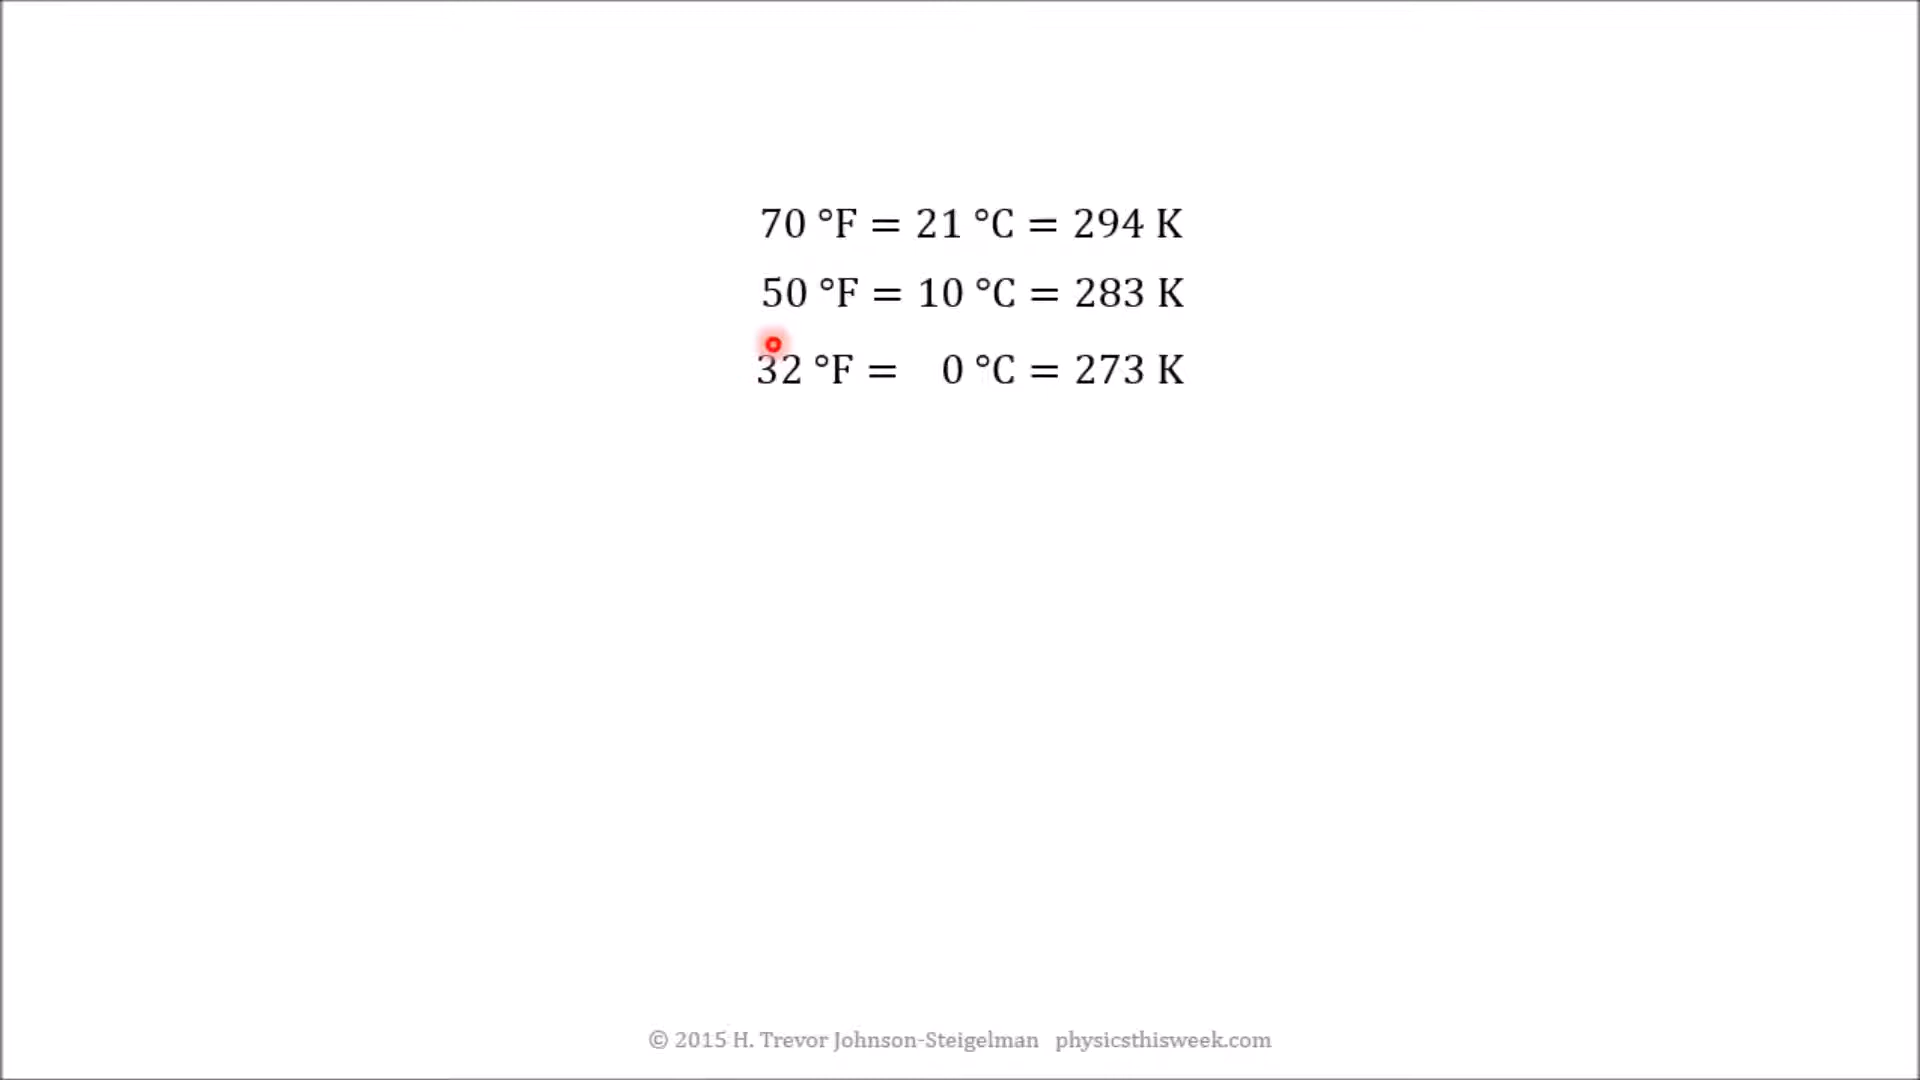 70 °F = 21 °C = 294 K
50 °F = 10 °C = 283 K
32 °F = 0 °C = 273 K
© 2015 H. Trevor Johnson-Steigelman physicsthisweek.com